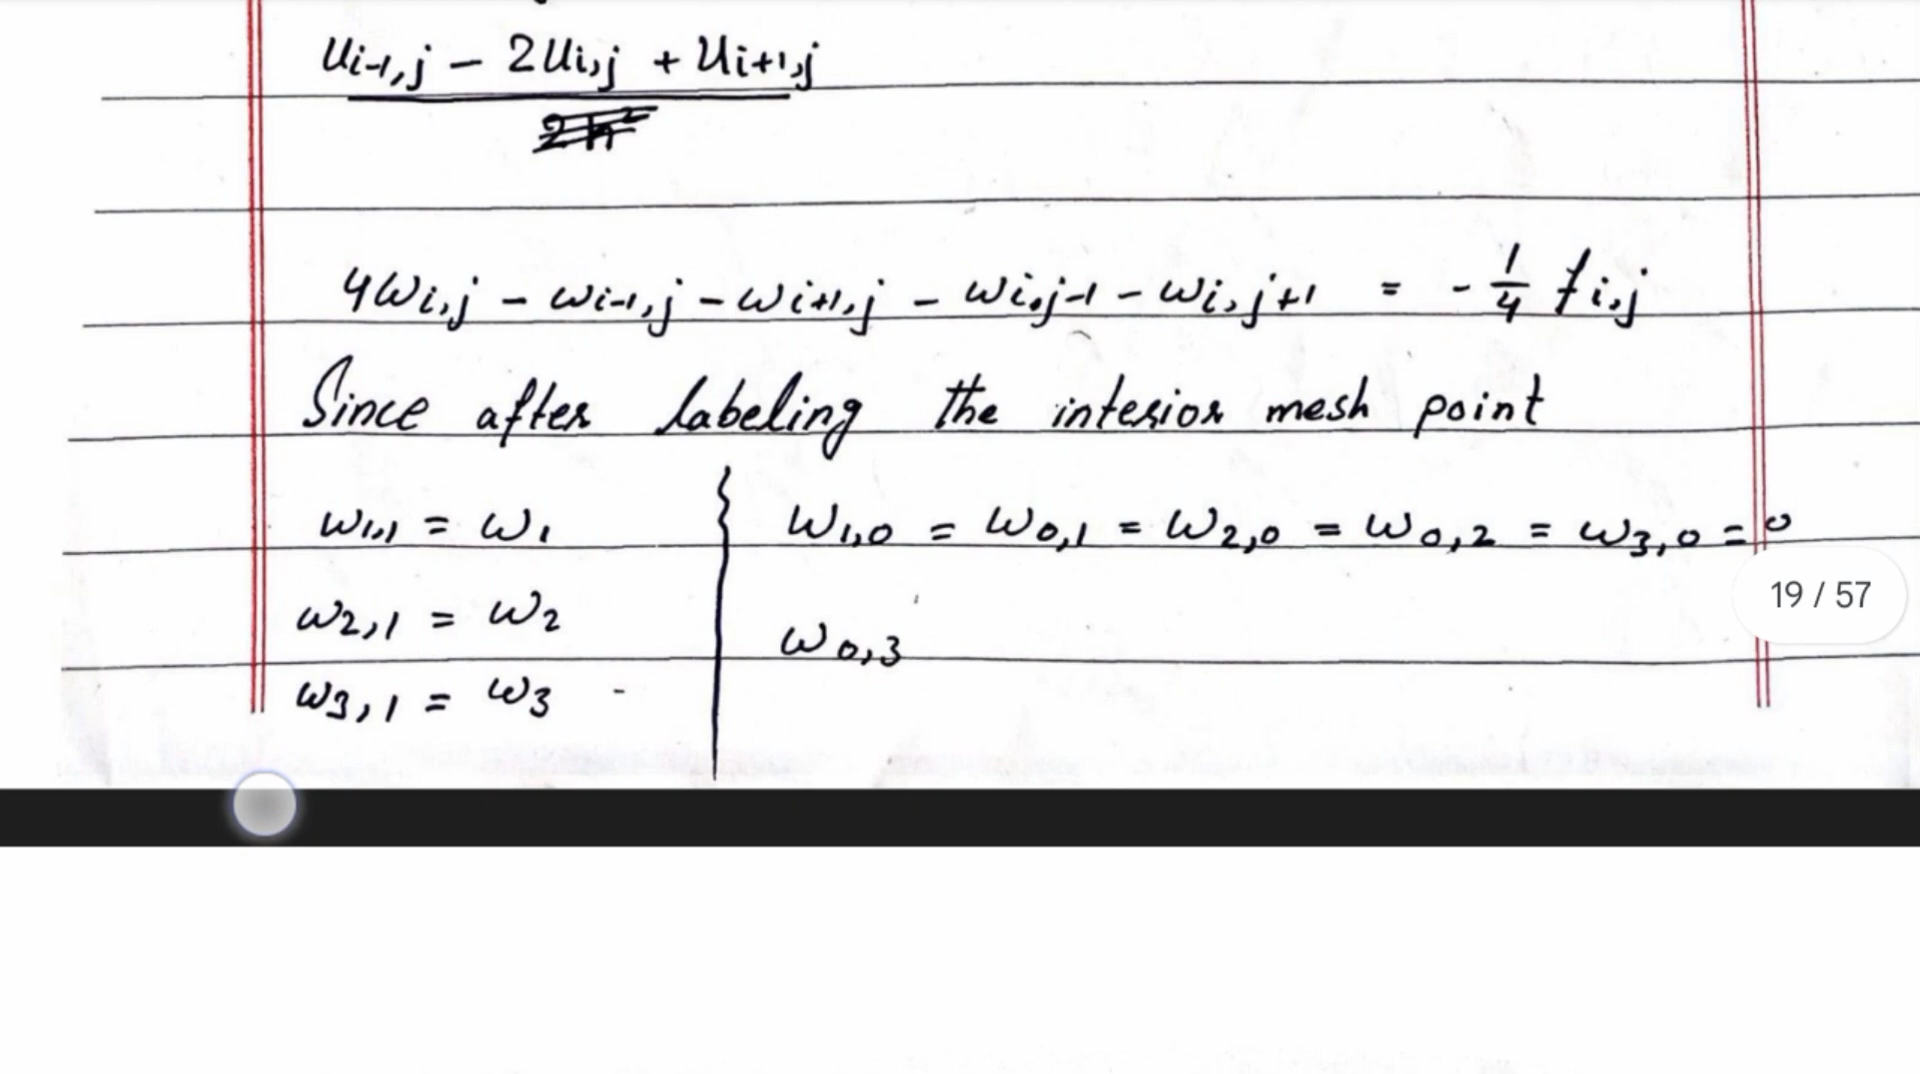 u_{i-1,j} - 2u_{i,j} + u_{i+1,j}
4w_{i,j} - w_{i-1,j} - w_{i+1,j} - w_{i,j-1} - w_{i,j+1} = -1/4 f_{i,j}
Since after labeling the interior mesh point
w_{1,1} = w_1
w_{2,1} = w_2
w_{3,1} = w_3
w_{1,0} = w_{0,1} = w_{2,0} = w_{0,2} = w_{3,0} = 0
w_{0,3}
19 / 57